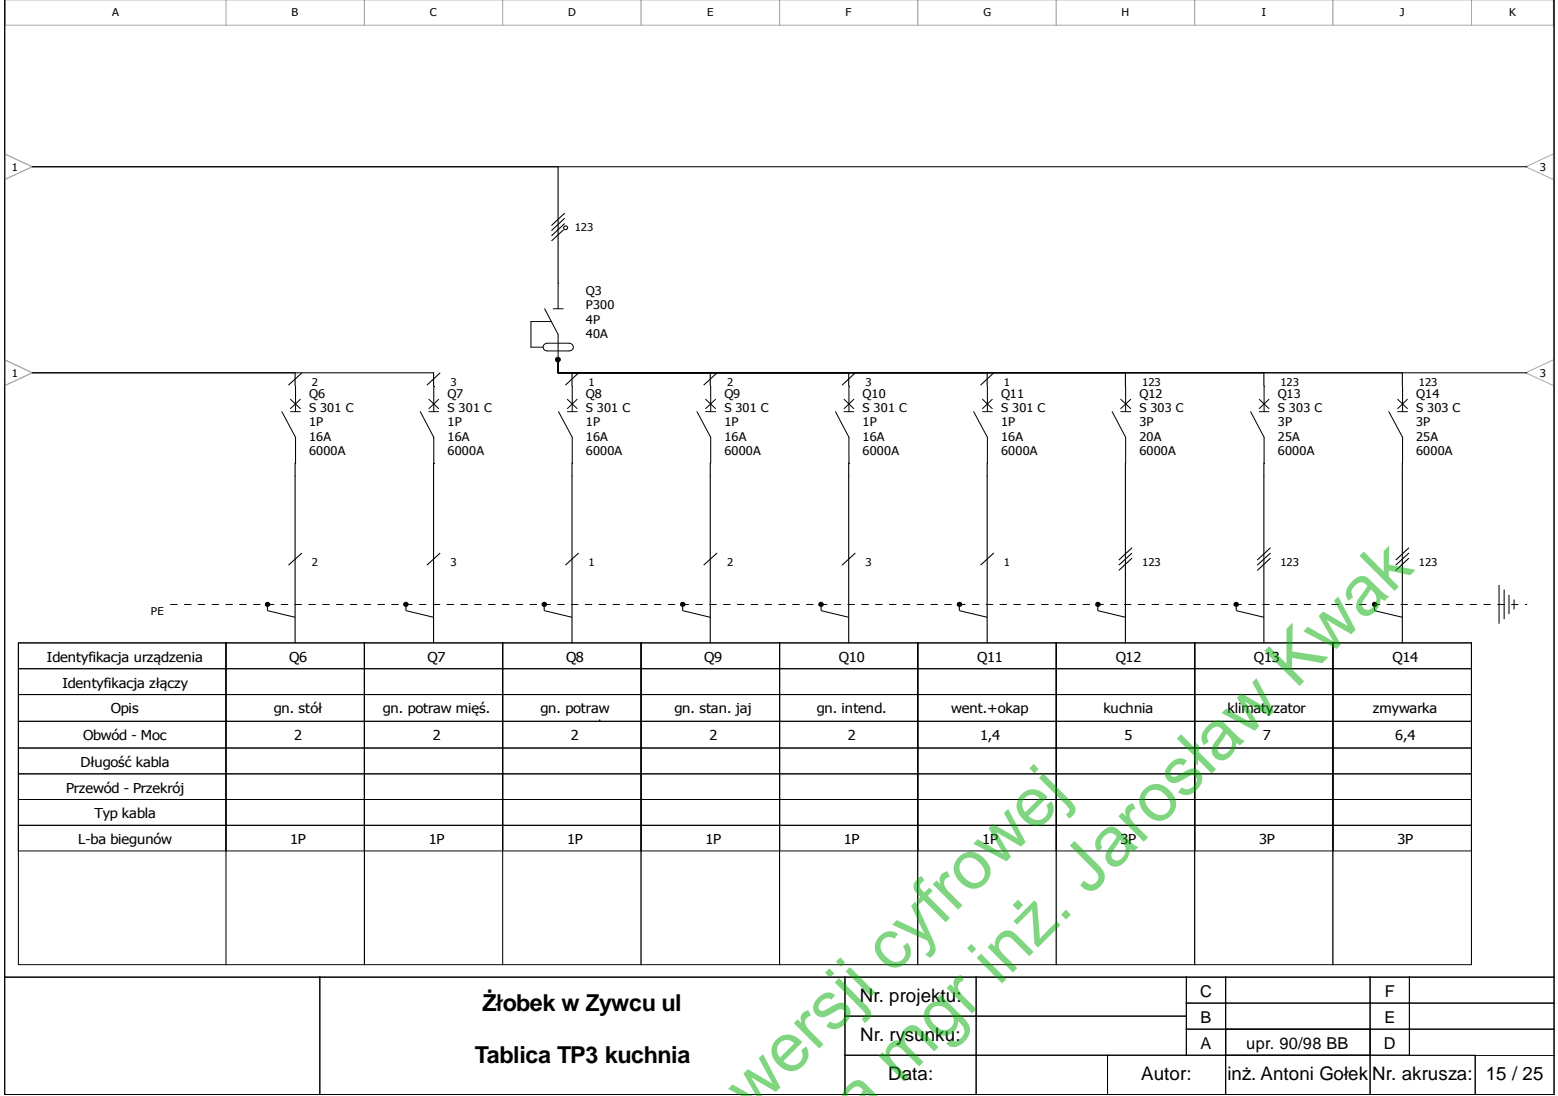 A B C D E F G H I J K
1 3
123
Q3
P300
4P
40A
1 3
2 3 1 2 3 1 123 123 123
Q6 Q7 Q8 Q9 Q10 Q11 Q12 Q13 Q14
S 301 C S 301 C S 301 C S 301 C S 301 C S 301 C S 303 C S 303 C S 303 C
1P 1P 1P 1P 1P 1P 3P 3P 3P
16A 16A 16A 16A 16A 16A 20A 25A 25A
6000A 6000A 6000A 6000A 6000A 6000A 6000A 6000A 6000A
2 3 1 2 3 1 123 123 123
PE
Identyfikacja urządzenia Q6 Q7 Q8 Q9 Q10 Q11 Q12 Q13 Q14
Identyfikacja złączy
Opis gn. stół gn. potraw mięś. gn. potraw gn. stan. jaj gn. intend. went.+okap kuchnia klimatyzator zmywarka
Obwód - Moc 2 2 2 2 2 1,4 5 7 6,4
Długość kabla
Przewód - Przekrój
Typ kabla
L-ba biegunów 1P 1P 1P 1P 1P 1P 3P 3P 3P
Żłobek w Zywcu ul
Tablica TP3 kuchnia
Nr. projektu: C F
B E
Nr. rysunku: A upr. 90/98 BB D
Data: Autor: inż. Antoni Gołek Nr. akrusza: 15 / 25
wersji cyfrowej
mgr inż. Jarosław Kwak